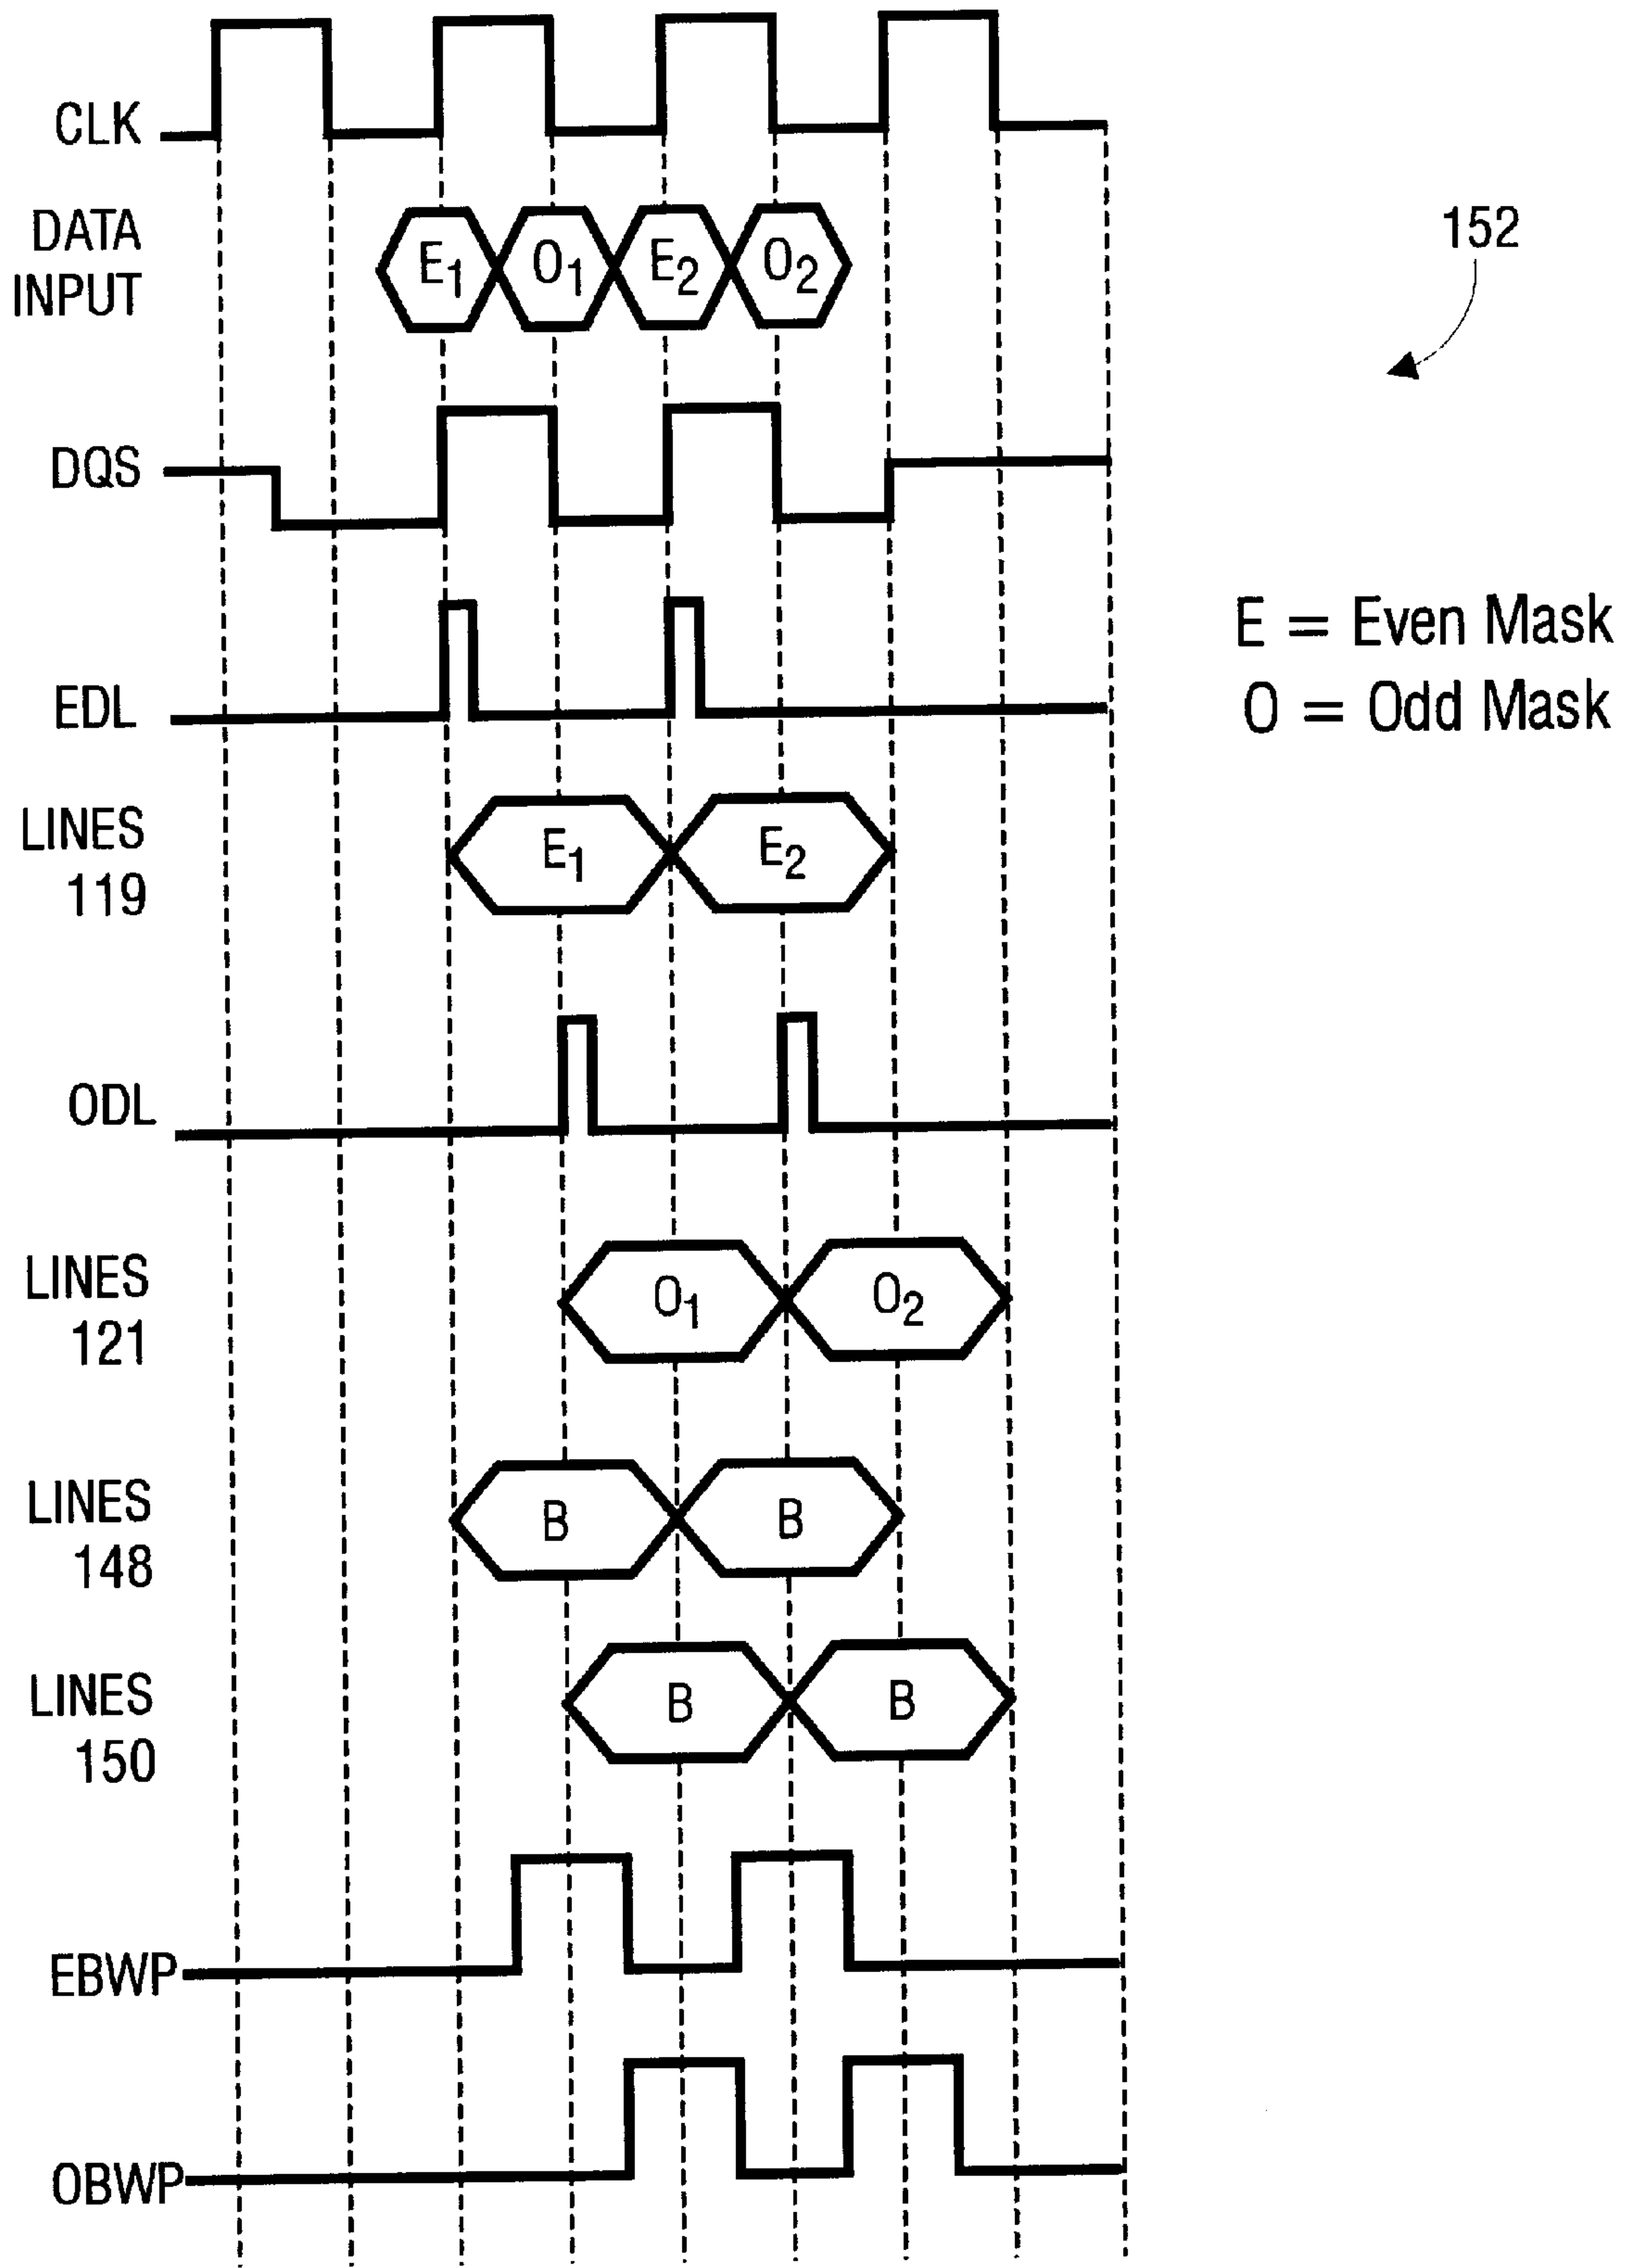 CLK
DATA
INPUT
E1 O1 E2 O2
152
DQS
EDL
E = Even Mask
O = Odd Mask
LINES
119
E1 E2
ODL
LINES
121
O1 O2
LINES
148
B B
LINES
150
B B
EBWP
OBWP